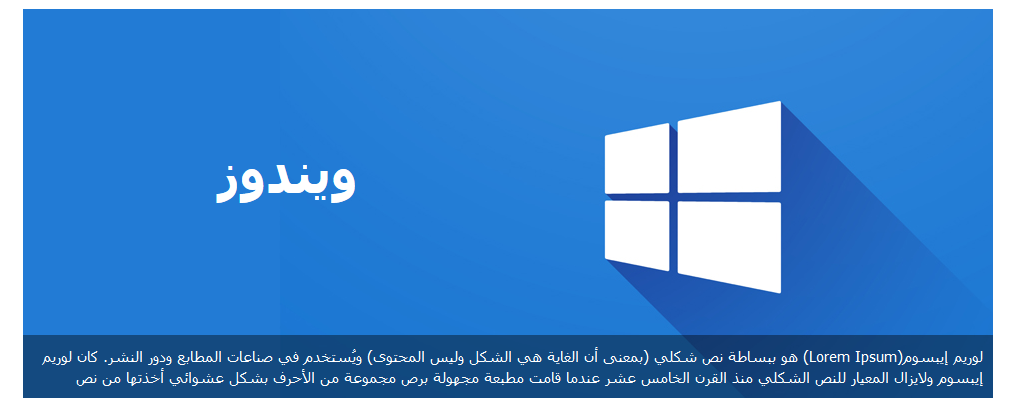 ويندوز
لوريم إيبسوم(Lorem Ipsum) هو ببساطة نص شكلي (بمعنى أن الغاية هي الشكل وليس المحتوى) ويُستخدم في صناعات المطابع ودور النشر. كان لوريم
إيبسوم ولايزال المعيار للنص الشكلي منذ القرن الخامس عشر عندما قامت مطبعة مجهولة برص مجموعة من الأحرف بشكل عشوائي أخذتها من نص